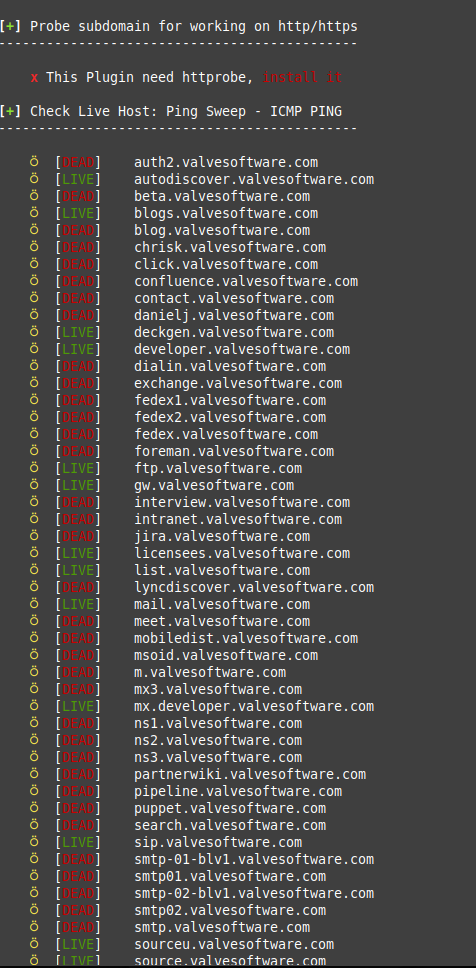 [+] Probe subdomain for working on http/https
---------------------------------------------
x This Plugin need httprobe, install it
[+] Check Live Host: Ping Sweep - ICMP PING
---------------------------------------------
Ö [DEAD] auth2.valvesoftware.com
Ö [LIVE] autodiscover.valvesoftware.com
Ö [DEAD] beta.valvesoftware.com
Ö [LIVE] blogs.valvesoftware.com
Ö [DEAD] blog.valvesoftware.com
Ö [DEAD] chrisk.valvesoftware.com
Ö [DEAD] click.valvesoftware.com
Ö [DEAD] confluence.valvesoftware.com
Ö [DEAD] contact.valvesoftware.com
Ö [DEAD] danielj.valvesoftware.com
Ö [LIVE] deckgen.valvesoftware.com
Ö [LIVE] developer.valvesoftware.com
Ö [DEAD] dialin.valvesoftware.com
Ö [DEAD] exchange.valvesoftware.com
Ö [DEAD] fedex1.valvesoftware.com
Ö [DEAD] fedex2.valvesoftware.com
Ö [DEAD] fedex.valvesoftware.com
Ö [DEAD] foreman.valvesoftware.com
Ö [LIVE] ftp.valvesoftware.com
Ö [LIVE] gw.valvesoftware.com
Ö [DEAD] interview.valvesoftware.com
Ö [DEAD] intranet.valvesoftware.com
Ö [DEAD] jira.valvesoftware.com
Ö [LIVE] licensees.valvesoftware.com
Ö [LIVE] list.valvesoftware.com
Ö [DEAD] lyncdiscover.valvesoftware.com
Ö [LIVE] mail.valvesoftware.com
Ö [DEAD] meet.valvesoftware.com
Ö [DEAD] mobiledist.valvesoftware.com
Ö [DEAD] msoid.valvesoftware.com
Ö [DEAD] m.valvesoftware.com
Ö [DEAD] mx3.valvesoftware.com
Ö [LIVE] mx.developer.valvesoftware.com
Ö [DEAD] ns1.valvesoftware.com
Ö [DEAD] ns2.valvesoftware.com
Ö [DEAD] ns3.valvesoftware.com
Ö [DEAD] partnerwiki.valvesoftware.com
Ö [DEAD] pipeline.valvesoftware.com
Ö [DEAD] puppet.valvesoftware.com
Ö [DEAD] search.valvesoftware.com
Ö [LIVE] sip.valvesoftware.com
Ö [DEAD] smtp-01-blv1.valvesoftware.com
Ö [DEAD] smtp01.valvesoftware.com
Ö [DEAD] smtp-02-blv1.valvesoftware.com
Ö [DEAD] smtp02.valvesoftware.com
Ö [DEAD] smtp.valvesoftware.com
Ö [LIVE] sourceu.valvesoftware.com
Ö [LIVE] source.valvesoftware.com